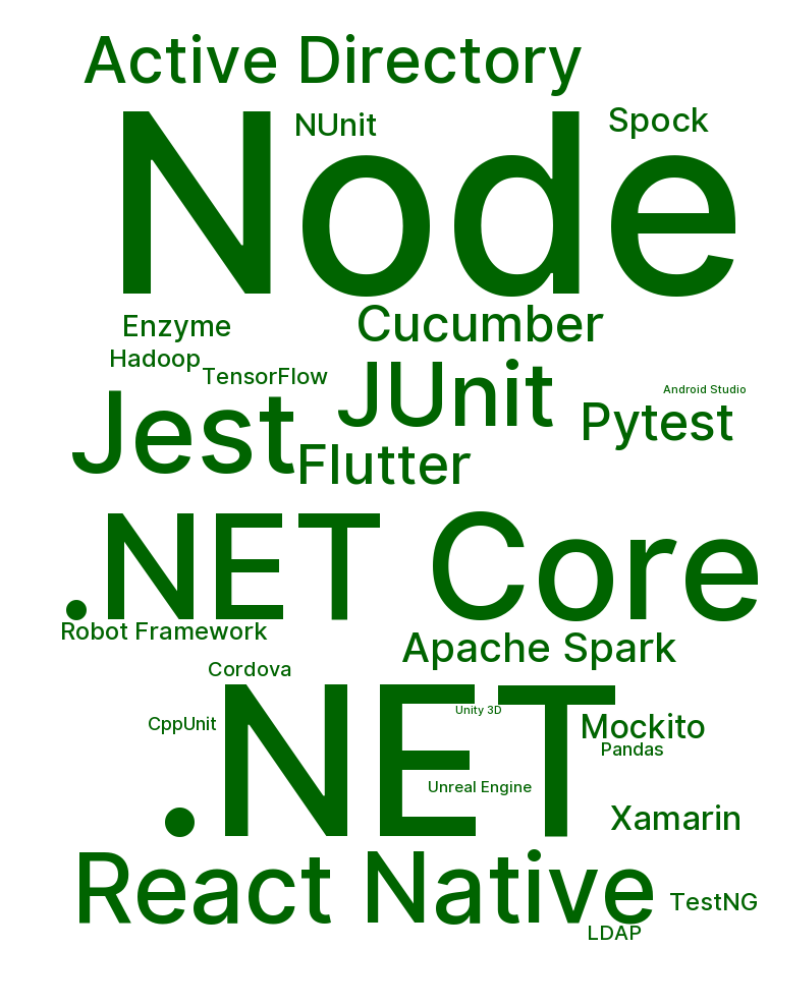 Active Directory
NUnit
Spock
Node
Enzyme
Cucumber
Hadoop
TensorFlow
JUnit
Android Studio
Jest
Pytest
Flutter
.NET Core
Robot Framework
Apache Spark
Cordova
Unity 3D
CppUnit
Mockito
Pandas
.NET
Unreal Engine
Xamarin
React Native
TestNG
LDAP